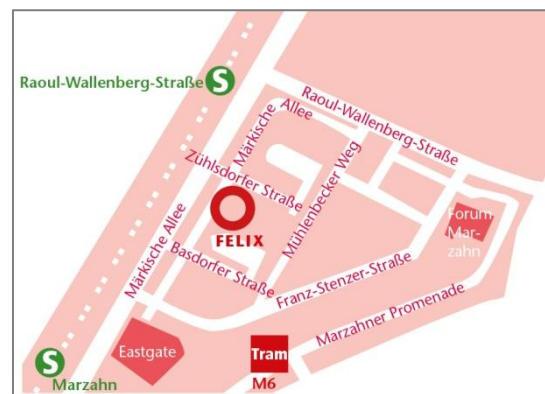 S
Raoul-Wallenberg-Straße
Raoul-Wallenberg-Straße
Märkische
Allee
Zühlsdorfer Straße
Mühlenbecker Weg
FELIX
Forum
Mar-
zahn
Märkische Allee
Basdorfer Straße
Franz-Stenzer-Straße
Marzahner Promenade
Eastgate
Tram
M6
S
Marzahn